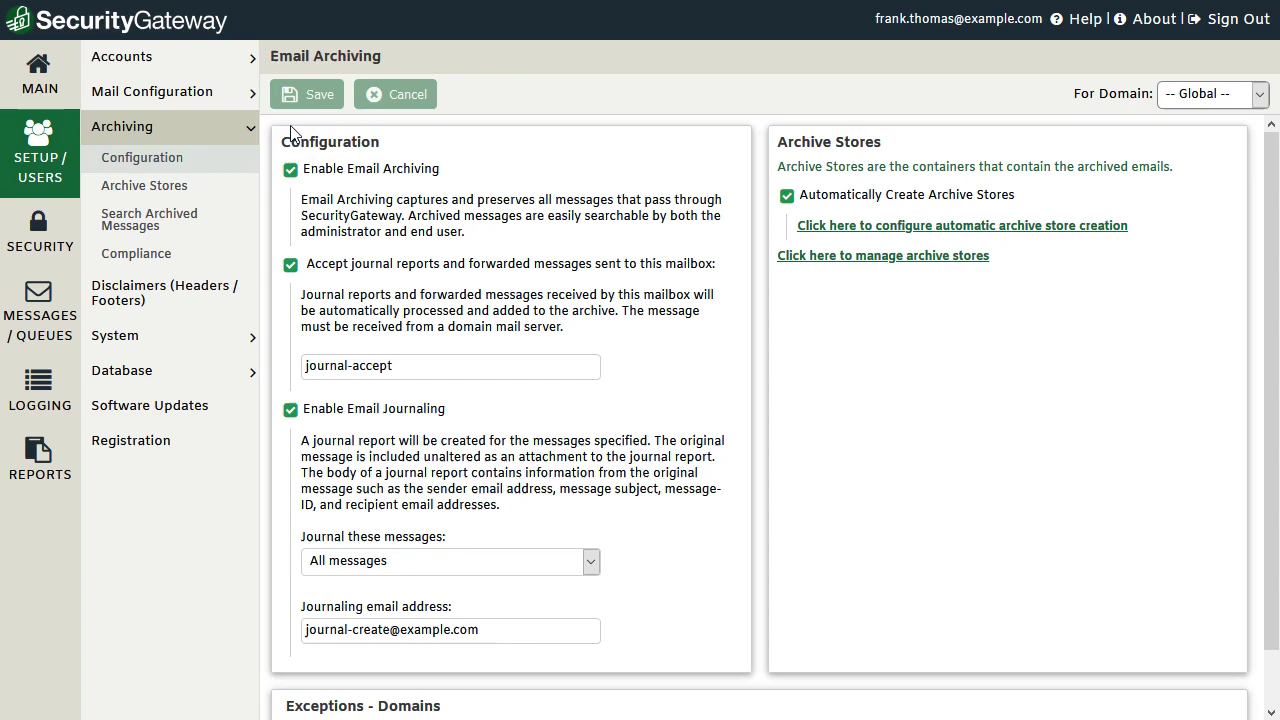 SecurityGateway
frank.thomas@example.com Help | About | Sign Out
MAIN
SETUP /
USERS
SECURITY
MESSAGES
/ QUEUES
LOGGING
REPORTS
Accounts
Mail Configuration
Archiving
Configuration
Archive Stores
Search Archived
Messages
Compliance
Disclaimers (Headers /
Footers)
System
Database
Software Updates
Registration
Email Archiving
Save Cancel
For Domain: -- Global --
Configuration
Enable Email Archiving
Email Archiving captures and preserves all messages that pass through
SecurityGateway. Archived messages are easily searchable by both the
administrator and end user.
Accept journal reports and forwarded messages sent to this mailbox:
Journal reports and forwarded messages received by this mailbox will
be automatically processed and added to the archive. The message
must be received from a domain mail server.
journal-accept
Enable Email Journaling
A journal report will be created for the messages specified. The original
message is included unaltered as an attachment to the journal report.
The body of a journal report contains information from the original
message such as the sender email address, message subject, message-
ID, and recipient email addresses.
Journal these messages:
All messages
Journaling email address:
journal-create@example.com
Archive Stores
Archive Stores are the containers that contain the archived emails.
Automatically Create Archive Stores
Click here to configure automatic archive store creation
Click here to manage archive stores
Exceptions - Domains